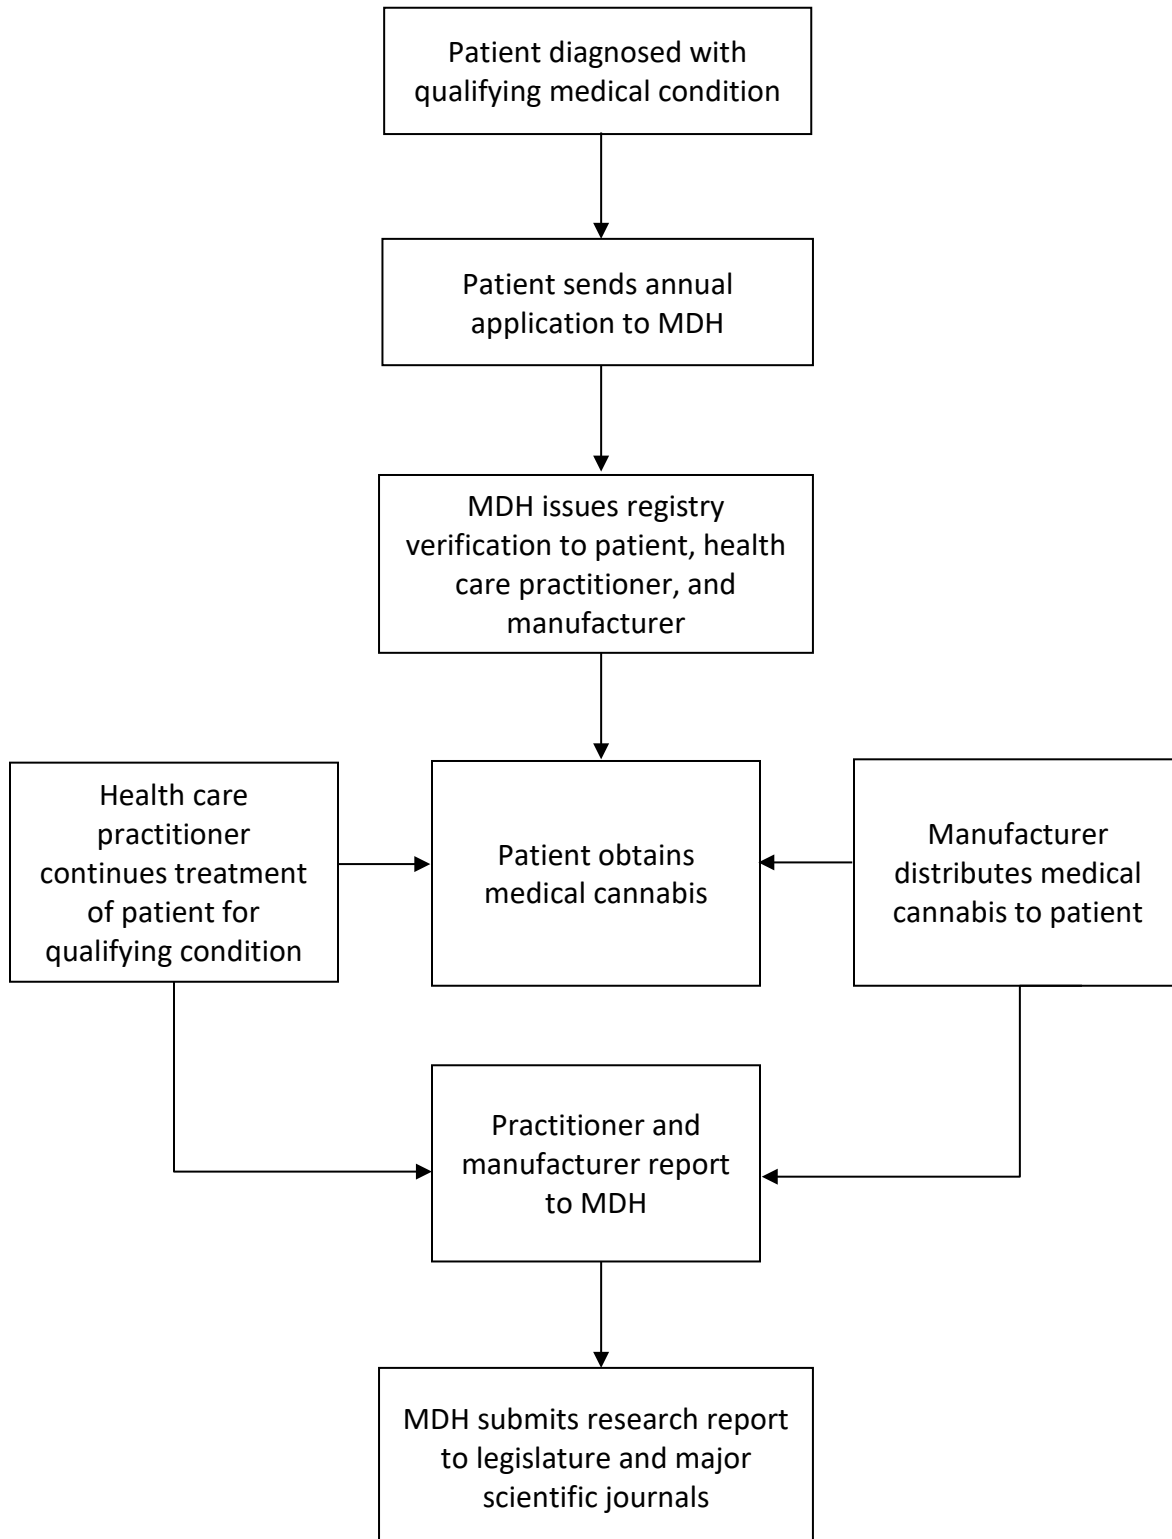 Patient diagnosed with
qualifying medical condition
Patient sends annual
application to MDH
MDH issues registry
verification to patient, health
care practitioner, and
manufacturer
Health care
practitioner
continues treatment
of patient for
qualifying condition
Patient obtains
medical cannabis
Manufacturer
distributes medical
cannabis to patient
Practitioner and
manufacturer report
to MDH
MDH submits research report
to legislature and major
scientific journals